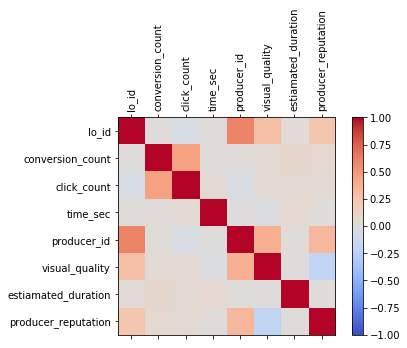 lo_id
conversion_count
click_count
time_sec
producer_id
visual_quality
estiamated_duration
producer_reputation
lo_id
conversion_count
click_count
time_sec
producer_id
visual_quality
estiamated_duration
producer_reputation
1.00
0.75
0.50
0.25
0.00
−0.25
−0.50
−0.75
−1.00